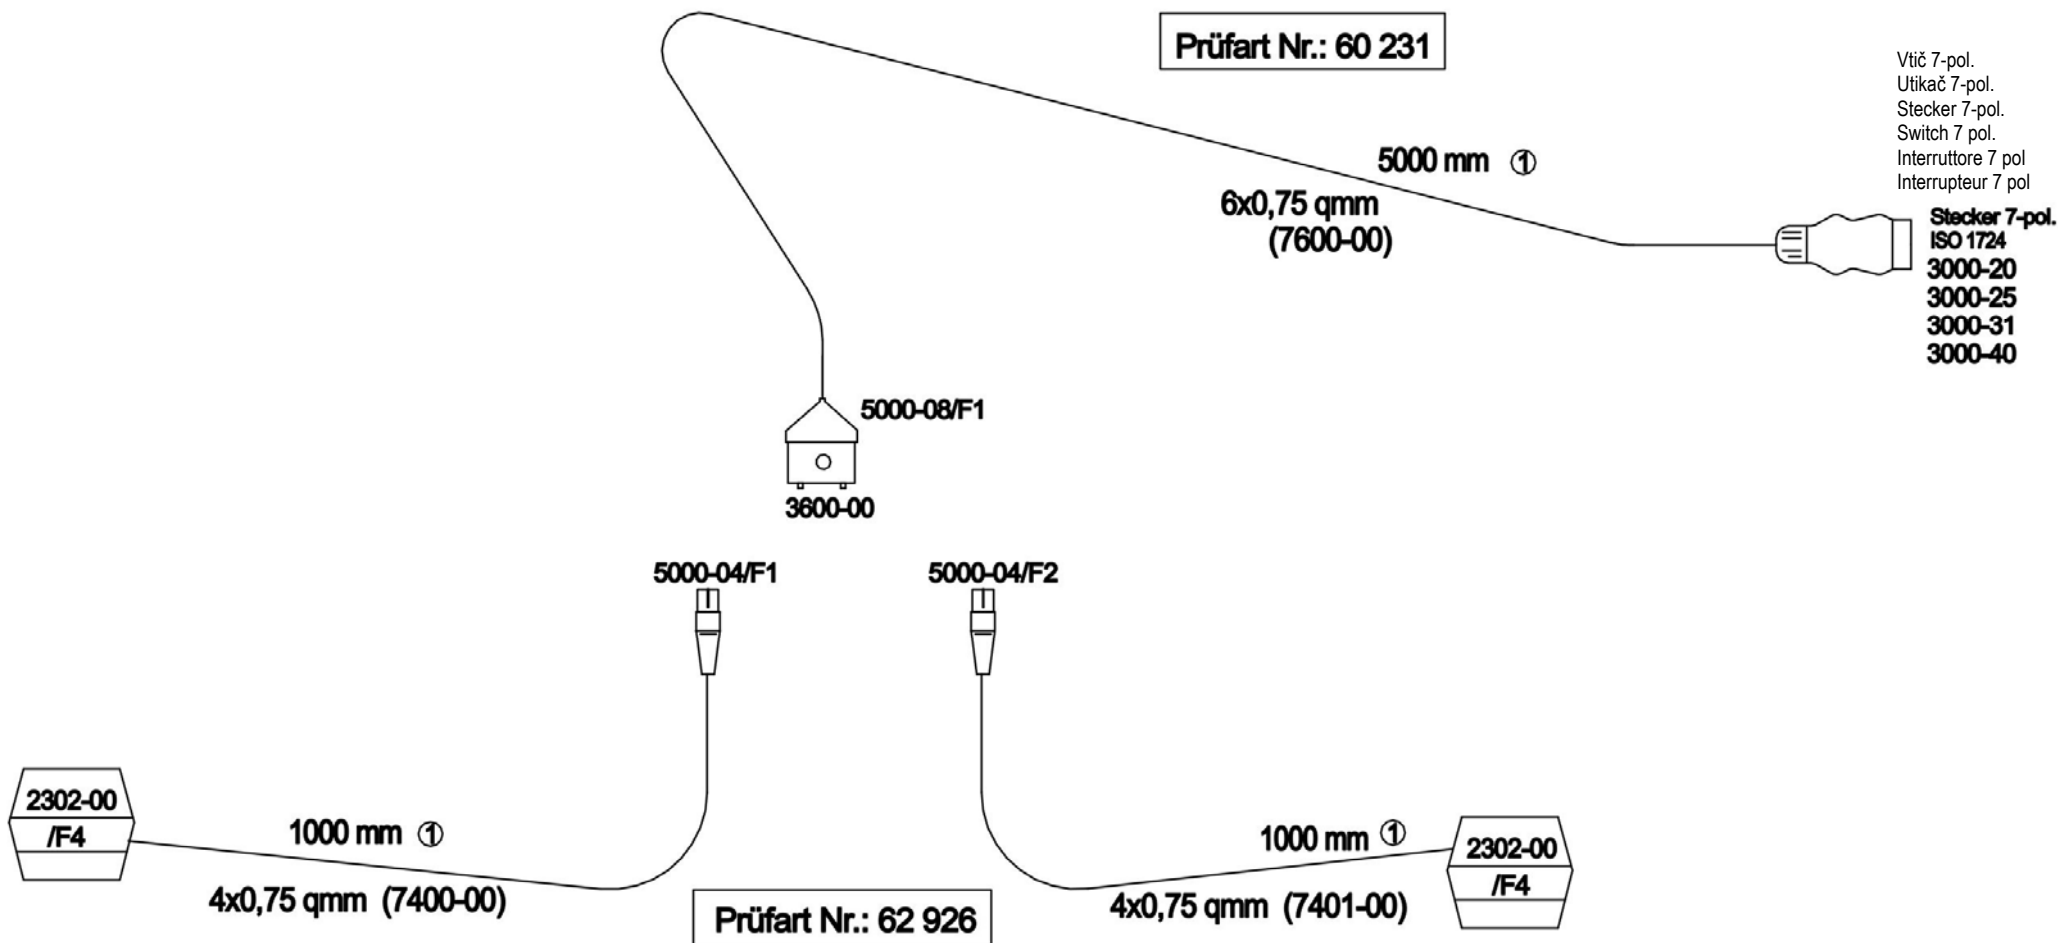 Prüfart Nr.: 60 231
Vtič 7-pol.
Utikač 7-pol.
Stecker 7-pol.
Switch 7 pol.
Interruttore 7 pol
Interrupteur 7 pol
5000 mm ①
6x0,75 qmm
(7600-00)
Stecker 7-pol.
ISO 1724
3000-20
3000-25
3000-31
3000-40
5000-08/F1
3600-00
5000-04/F1
5000-04/F2
2302-00
/F4
1000 mm ①
4x0,75 qmm (7400-00)
1000 mm ①
4x0,75 qmm (7401-00)
2302-00
/F4
Prüfart Nr.: 62 926